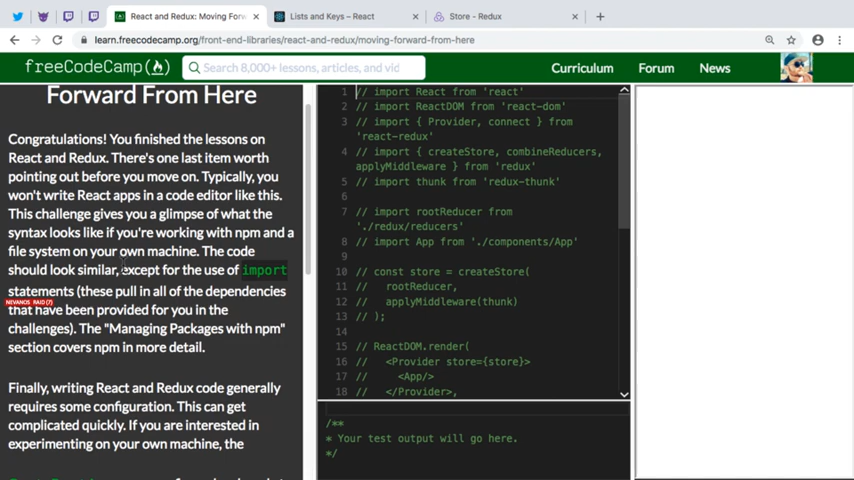 React and Redux: Moving Forw
Lists and Keys – React
Store - Redux
learn.freecodecamp.org/front-end-libraries/react-and-redux/moving-forward-from-here
freeCodeCamp
Search 8,000+ lessons, articles, and vid
Curriculum
Forum
News
Forward From Here
Congratulations! You finished the lessons on
React and Redux. There's one last item worth
pointing out before you move on. Typically, you
won't write React apps in a code editor like this.
This challenge gives you a glimpse of what the
syntax looks like if you're working with npm and a
file system on your own machine. The code
should look similar, except for the use of import
statements (these pull in all of the dependencies
NEVANOS RAID (7)
that have been provided for you in the
challenges). The "Managing Packages with npm"
section covers npm in more detail.
Finally, writing React and Redux code generally
requires some configuration. This can get
complicated quickly. If you are interested in
experimenting on your own machine, the
1 // import React from 'react'
2 // import ReactDOM from 'react-dom'
3 // import { Provider, connect } from
'react-redux'
4 // import { createStore, combineReducers,
applyMiddleware } from 'redux'
5 // import thunk from 'redux-thunk'
6
7 // import rootReducer from
'./redux/reducers'
8 // import App from './components/App'
9
10 // const store = createStore(
11 //   rootReducer,
12 //   applyMiddleware(thunk)
13 // );
14
15 // ReactDOM.render(
16 //   <Provider store={store}>
17 //     <App/>
18 //   </Provider>,
/**
* Your test output will go here.
*/